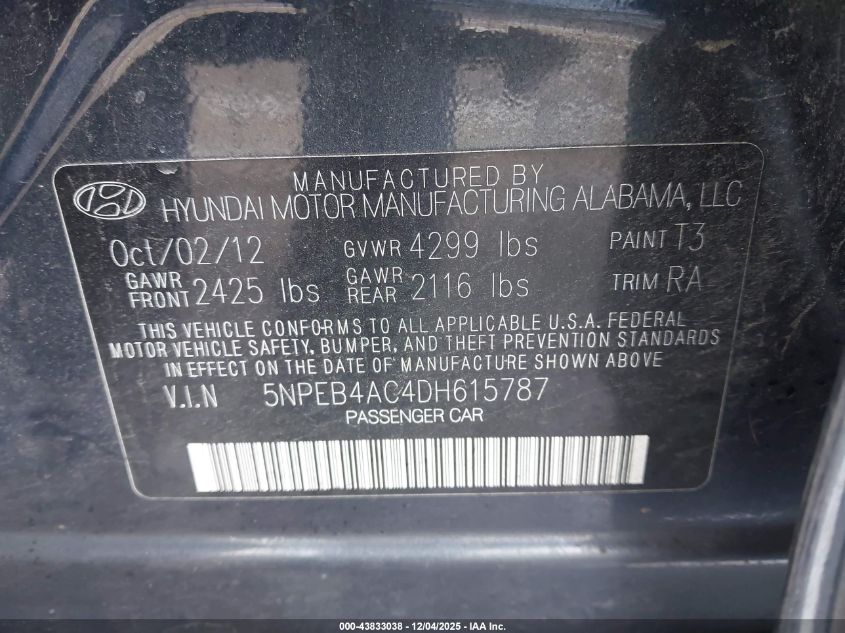 MANUFACTURED BY
HYUNDAI MOTOR MANUFACTURING ALABAMA, LLC
Oct/02/12 GVWR 4299 lbs PAINT T3
GAWR FRONT 2425 lbs GAWR REAR 2116 lbs TRIM RA
THIS VEHICLE CONFORMS TO ALL APPLICABLE U.S.A. FEDERAL
MOTOR VEHICLE SAFETY, BUMPER, AND THEFT PREVENTION STANDARDS
IN EFFECT ON THE DATE OF MANUFACTURE SHOWN ABOVE
V.I.N 5NPEB4AC4DH615787
PASSENGER CAR
000-43833038 - 12/04/2025 - IAA Inc.